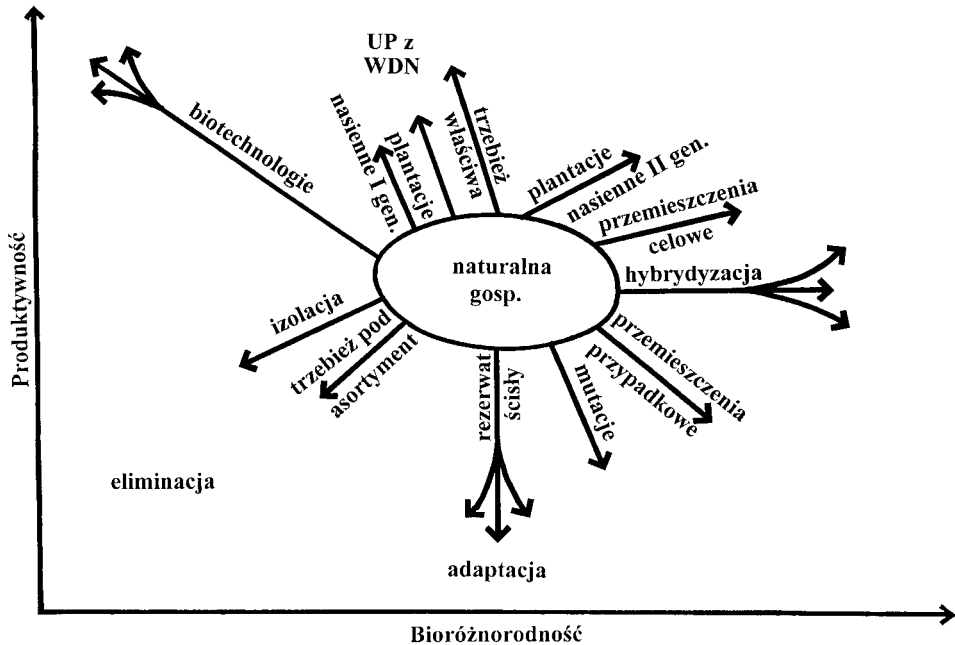 UP z
WDN
biotechnologie
nasienne I gen.
plantacje
właściwa
trzebież
plantacje
nasienne II gen.
przemieszczenia
celowe
hybrydyzacja
naturalna
gosp.
Produktywność
izolacja
trzebież pod
asortyment
rezerwat
ścisły
mutacje
przemieszczenia
przypadkowe
eliminacja
adaptacja
Bioróżnorodność